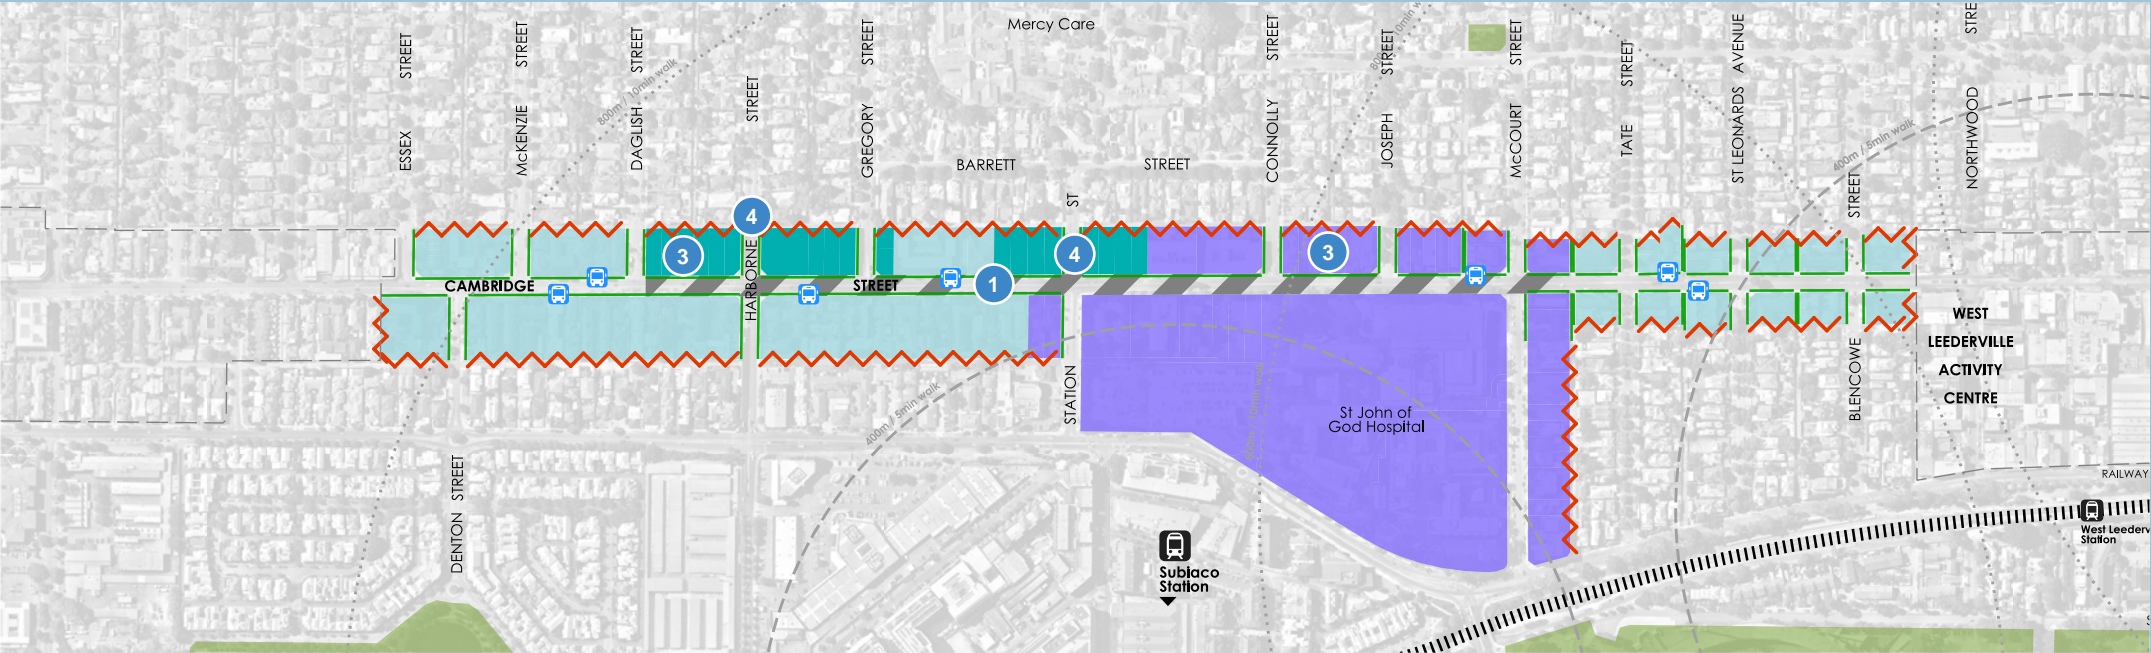 Mercy Care
ESSEX STREET
McKENZIE STREET
DAGLISH STREET
HARBORNE STREET
GREGORY STREET
BARRETT STREET
STATION ST
CONNOLLY STREET
JOSEPH STREET
McCOURT STREET
TATE STREET
ST LEONARDS AVENUE
BLENCOWE STREET
NORTHWOOD STRE
800m / 10min walk
400m / 5min walk
4
3
4
3
1
CAMBRIDGE STREET
WEST
LEEDERVILLE
ACTIVITY
CENTRE
400m / 5min walk
St John of
God Hospital
DENTON STREET
RAILWAY
Subiaco
Station
West Leederv
Station